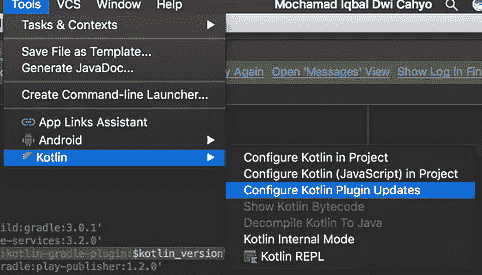 Tools VCS Window Help Mochamad Iqbal Dwi Cahyo
Tasks & Contexts
Save File as Template...
Generate JavaDoc...
Again Open 'Messages' View Show Log in Fin
Create Command-line Launcher...
App Links Assistant
Android
Kotlin
Configure Kotlin in Project
Configure Kotlin (JavaScript) in Project
Configure Kotlin Plugin Updates
Show Kotlin Bytecode
Decompile Kotlin To Java
Kotlin Internal Mode
Kotlin REPL
ild:gradle:3.0.1'
e-services:3.2.0'
:kotlin-gradle-plugin:$kotlin_version
radle:play-publisher:1.2.0'